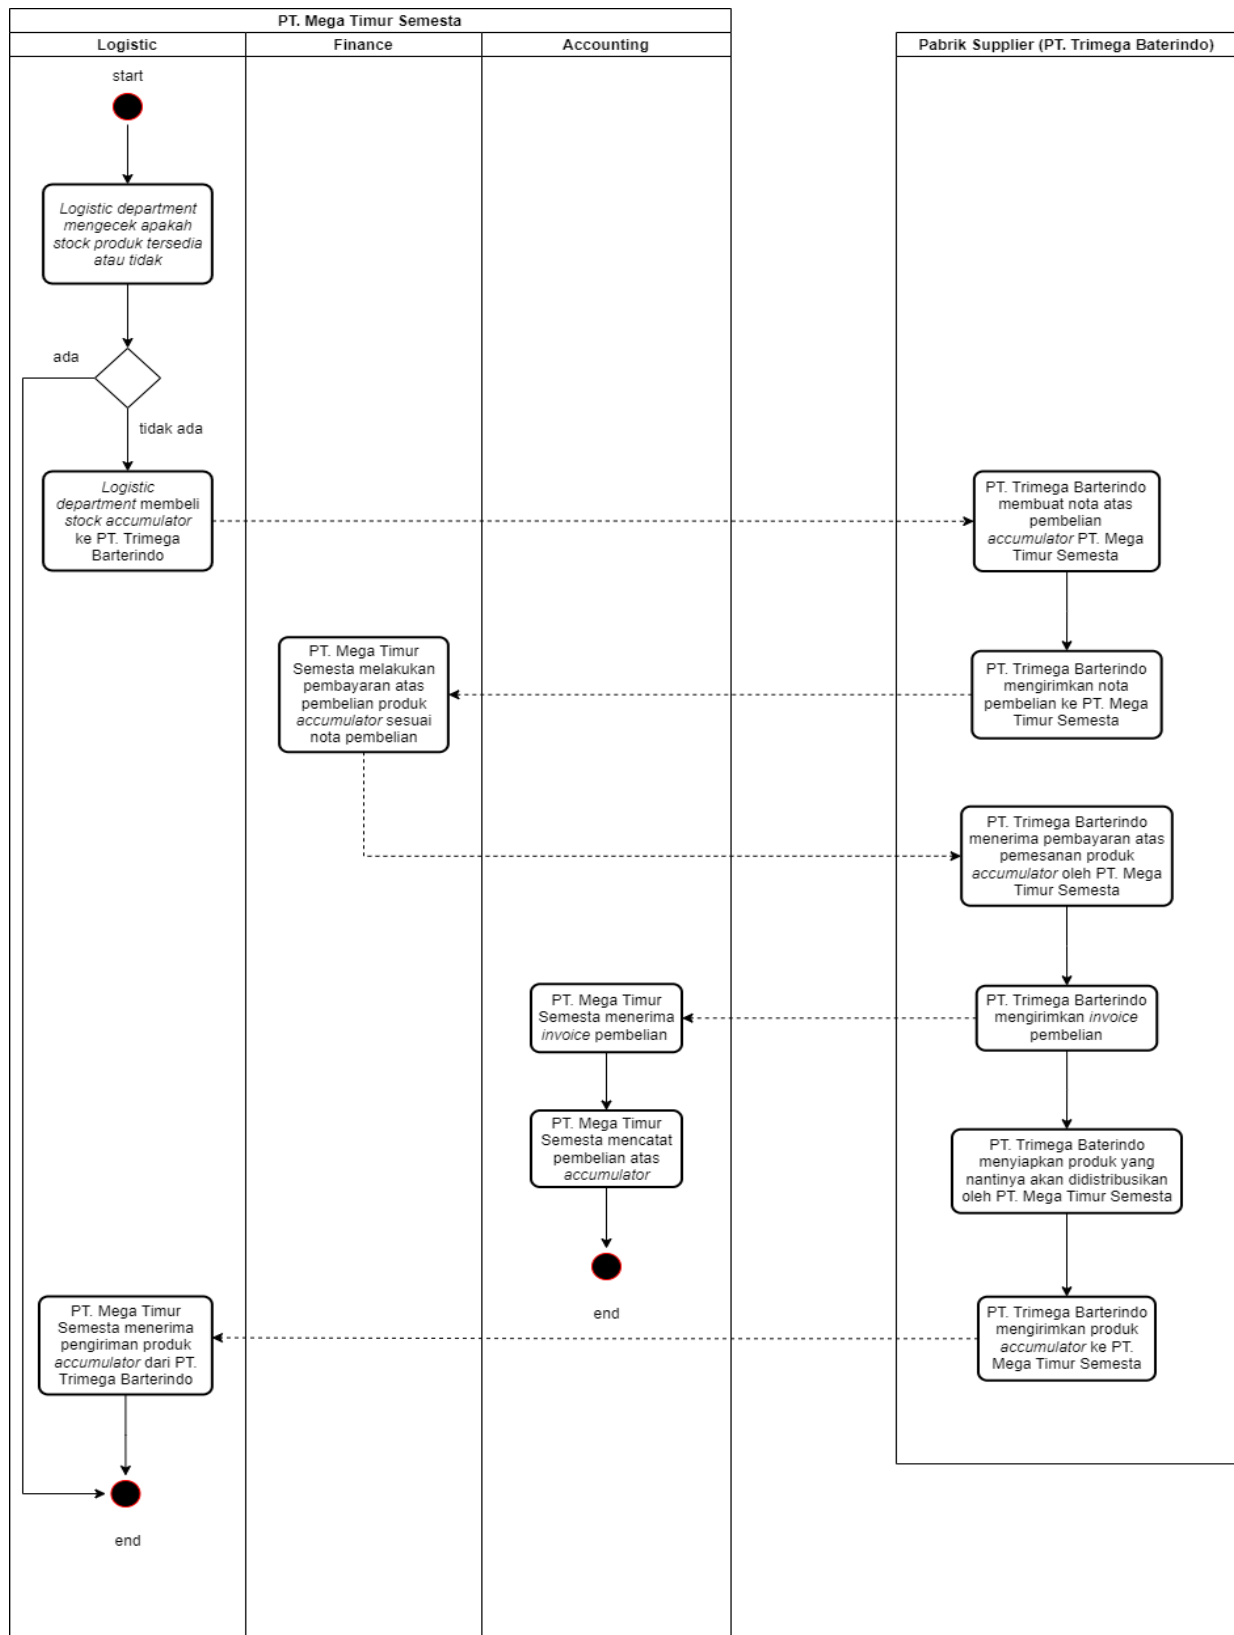 PT. Mega Timur Semesta
Logistic
Finance
Accounting
Pabrik Supplier (PT. Trimega Baterindo)
start
Logistic department
mengecek apakah
stock produk tersedia
atau tidak
ada
tidak ada
Logistic
department membeli
stock accumulator
ke PT. Trimega
Barterindo
PT. Trimega Barterindo
membuat nota atas
pembelian
accumulator PT. Mega
Timur Semesta
PT. Mega Timur
Semesta melakukan
pembayaran atas
pembelian produk
accumulator sesuai
nota pembelian
PT. Trimega Barterindo
mengirimkan nota
pembelian ke PT. Mega
Timur Semesta
PT. Trimega Barterindo
menerima pembayaran atas
pemesanan produk
accumulator oleh PT. Mega
Timur Semesta
PT. Mega Timur
Semesta menerima
invoice pembelian
PT. Trimega Barterindo
mengirimkan invoice
pembelian
PT. Mega Timur
Semesta mencatat
pembelian atas
accumulator
PT. Trimega Baterindo
menyiapkan produk yang
nantinya akan didistribusikan
oleh PT. Mega Timur Semesta
end
PT. Mega Timur
Semesta menerima
pengiriman produk
accumulator dari PT.
Trimega Barterindo
PT. Trimega Barterindo
mengirimkan produk
accumulator ke PT.
Mega Timur Semesta
end